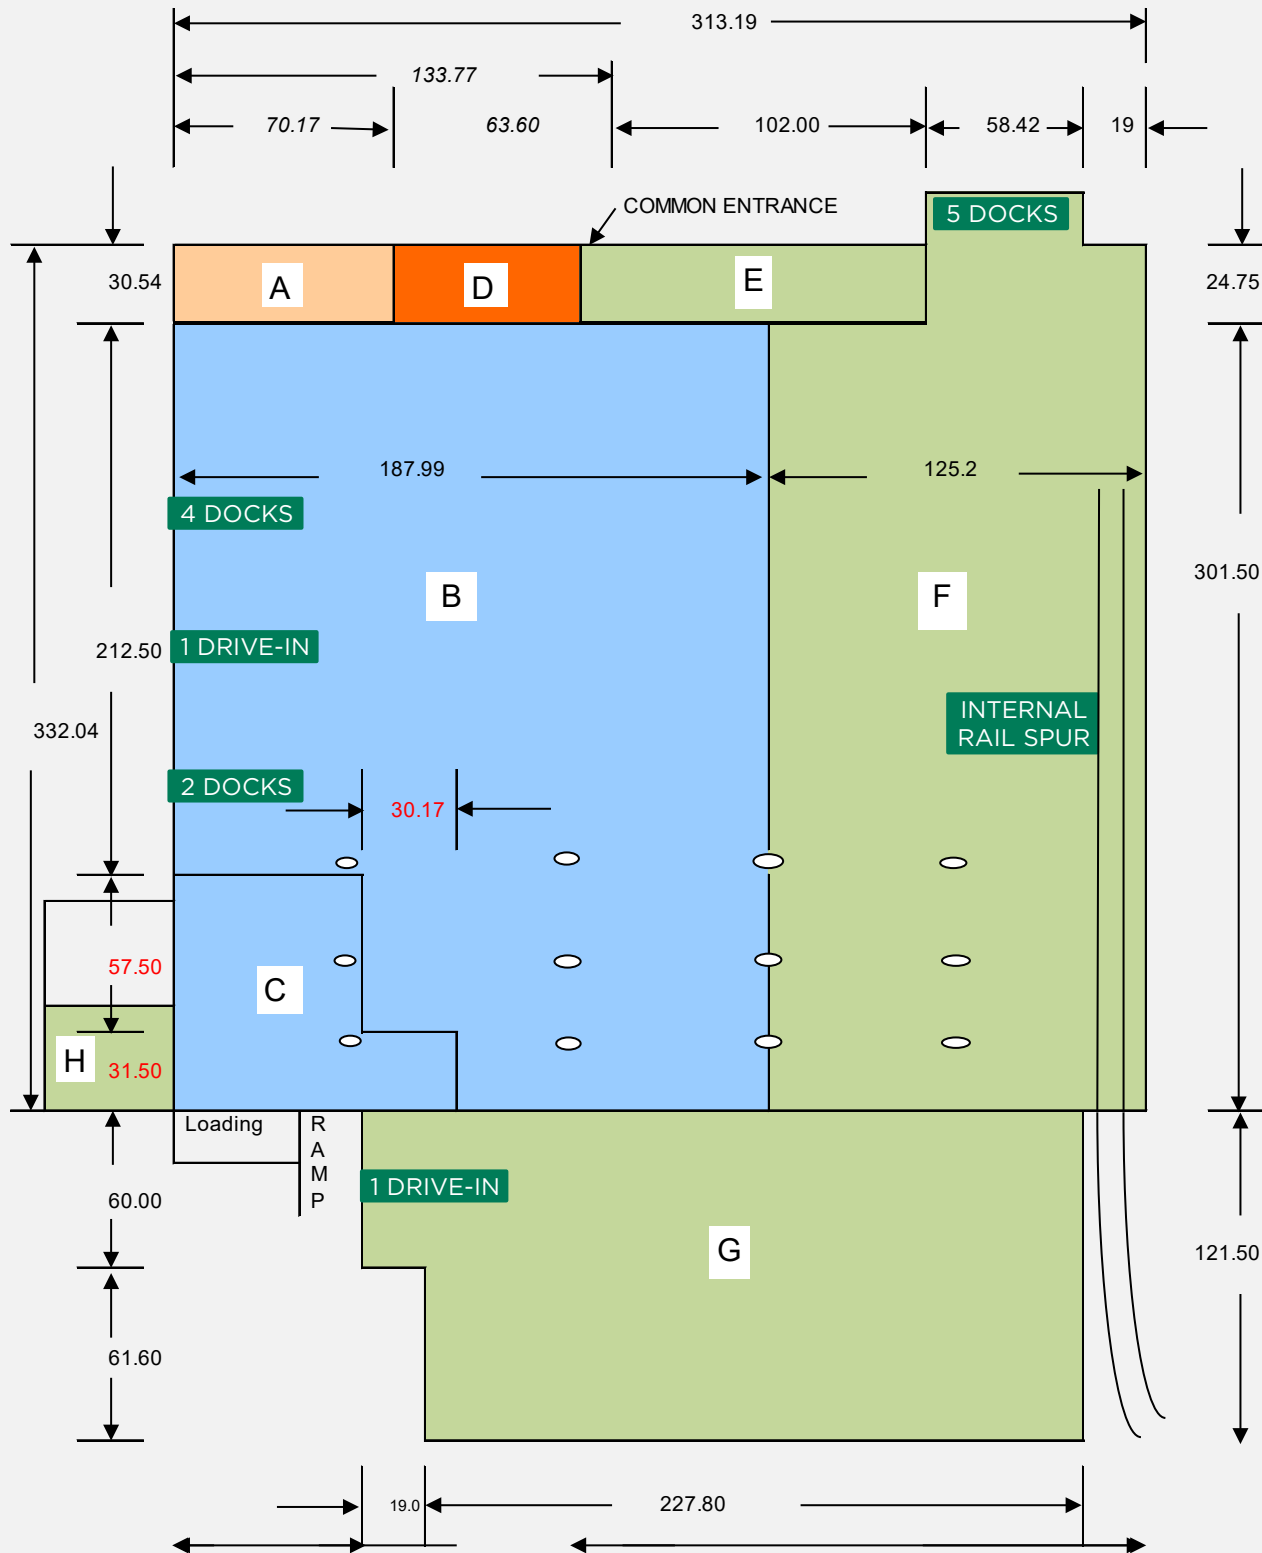 313.19
133.77
70.17
63.60
102.00
58.42
19
COMMON ENTRANCE
5 DOCKS
30.54
A
D
E
24.75
187.99
125.2
4 DOCKS
301.50
B
F
1 DRIVE-IN
212.50
INTERNAL
RAIL SPUR
332.04
2 DOCKS
30.17
57.50
C
H
31.50
Loading
R
A
M
P
1 DRIVE-IN
60.00
G
121.50
61.60
19.0
227.80